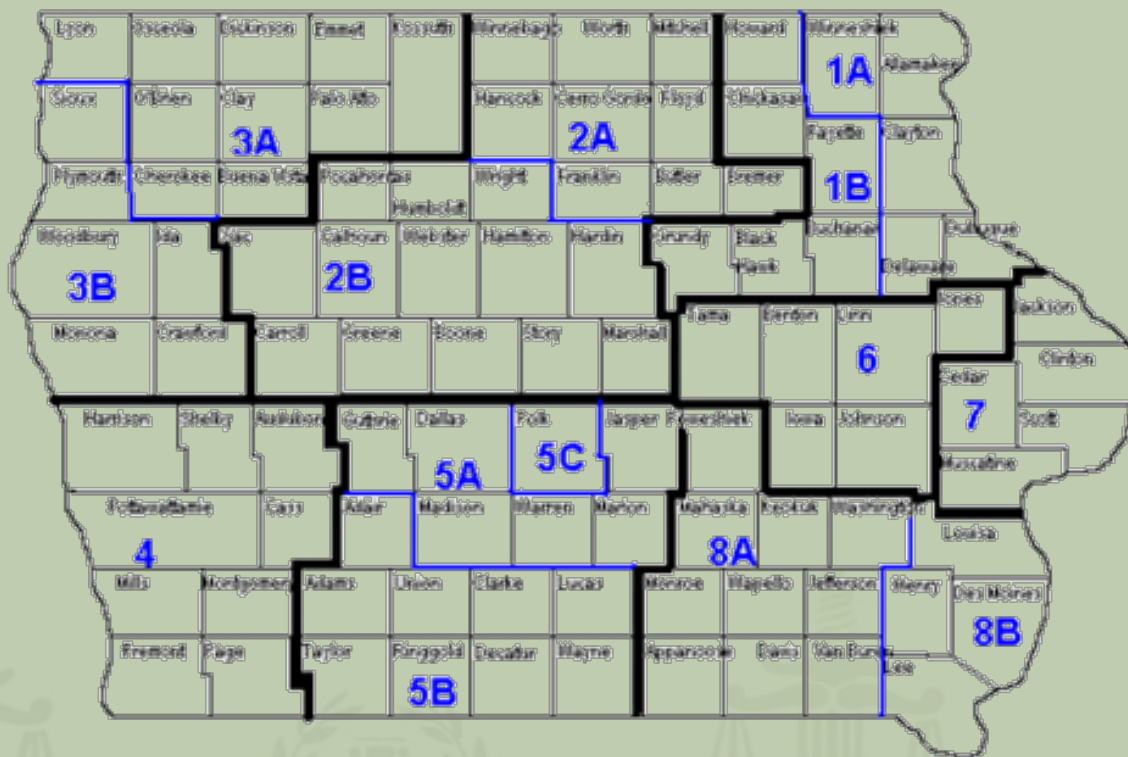 Lyon Osceola Dickinson Emmet Kossuth Winnebago Worth Mitchell Howard Winneshiek
1A
Allamakee
Sioux O'Brien Clay Palo Alto Hancock Cerro Gordo Floyd Chickasaw
3A 2A
Fayette Clayton
Plymouth Cherokee Buena Vista Pocahontas Humboldt Wright Franklin Butler Bremer
1B
Woodbury Ida Sac Calhoun Webster Hamilton Hardin Grundy Black Hawk Buchanan Delaware Dubuque
3B 2B
Jones Jackson
Monona Crawford Carroll Greene Boone Story Marshall Tama Benton Linn
6
Clinton
Cedar
7
Harrison Shelby Audubon Guthrie Dallas Polk Jasper Poweshiek Iowa Johnson Scott
5A 5C
Muscatine
Pottawattamie Cass Adair Madison Warren Marion Mahaska Keokuk Washington
4 8A
Louisa
Mills Montgomery Adams Union Clarke Lucas Monroe Wapello Jefferson Henry Des Moines
8B
Fremont Page Taylor Ringgold Decatur Wayne Appanoose Davis Van Buren Lee
5B